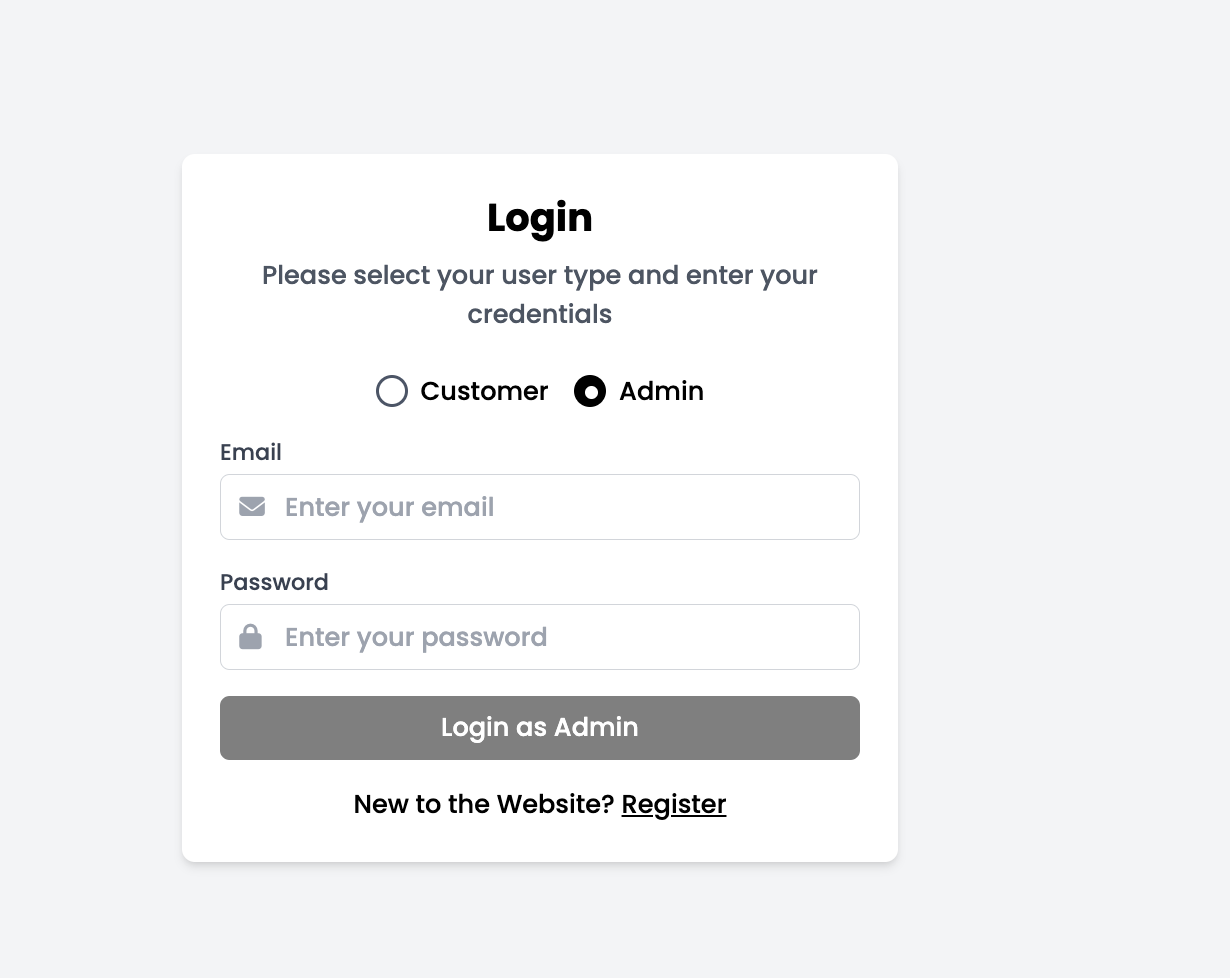 Login
Please select your user type and enter your
credentials
Customer Admin
Email
Enter your email
Password
Enter your password
Login as Admin
New to the Website? Register